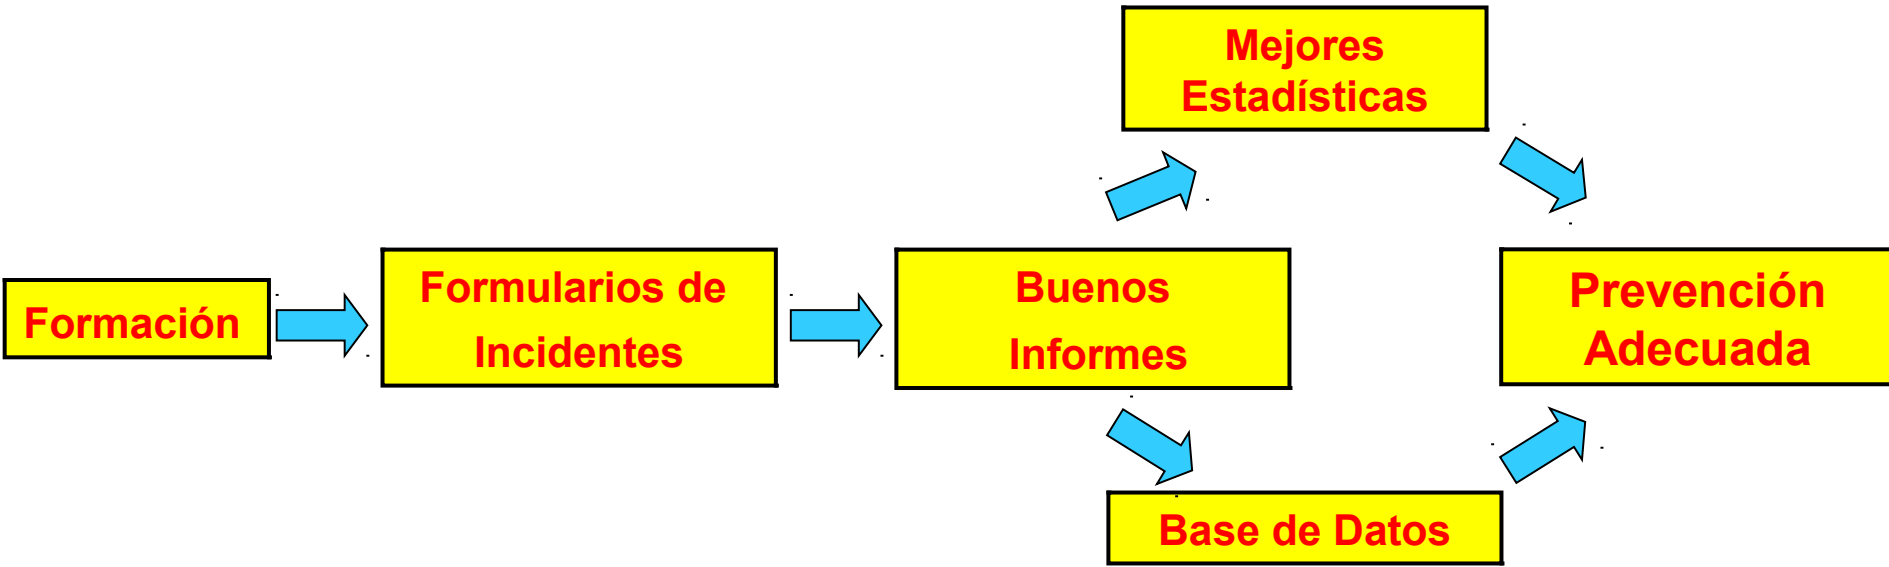 Mejores
Estadísticas
Formación
Formularios de
Incidentes
Buenos
Informes
Prevención
Adecuada
Base de Datos